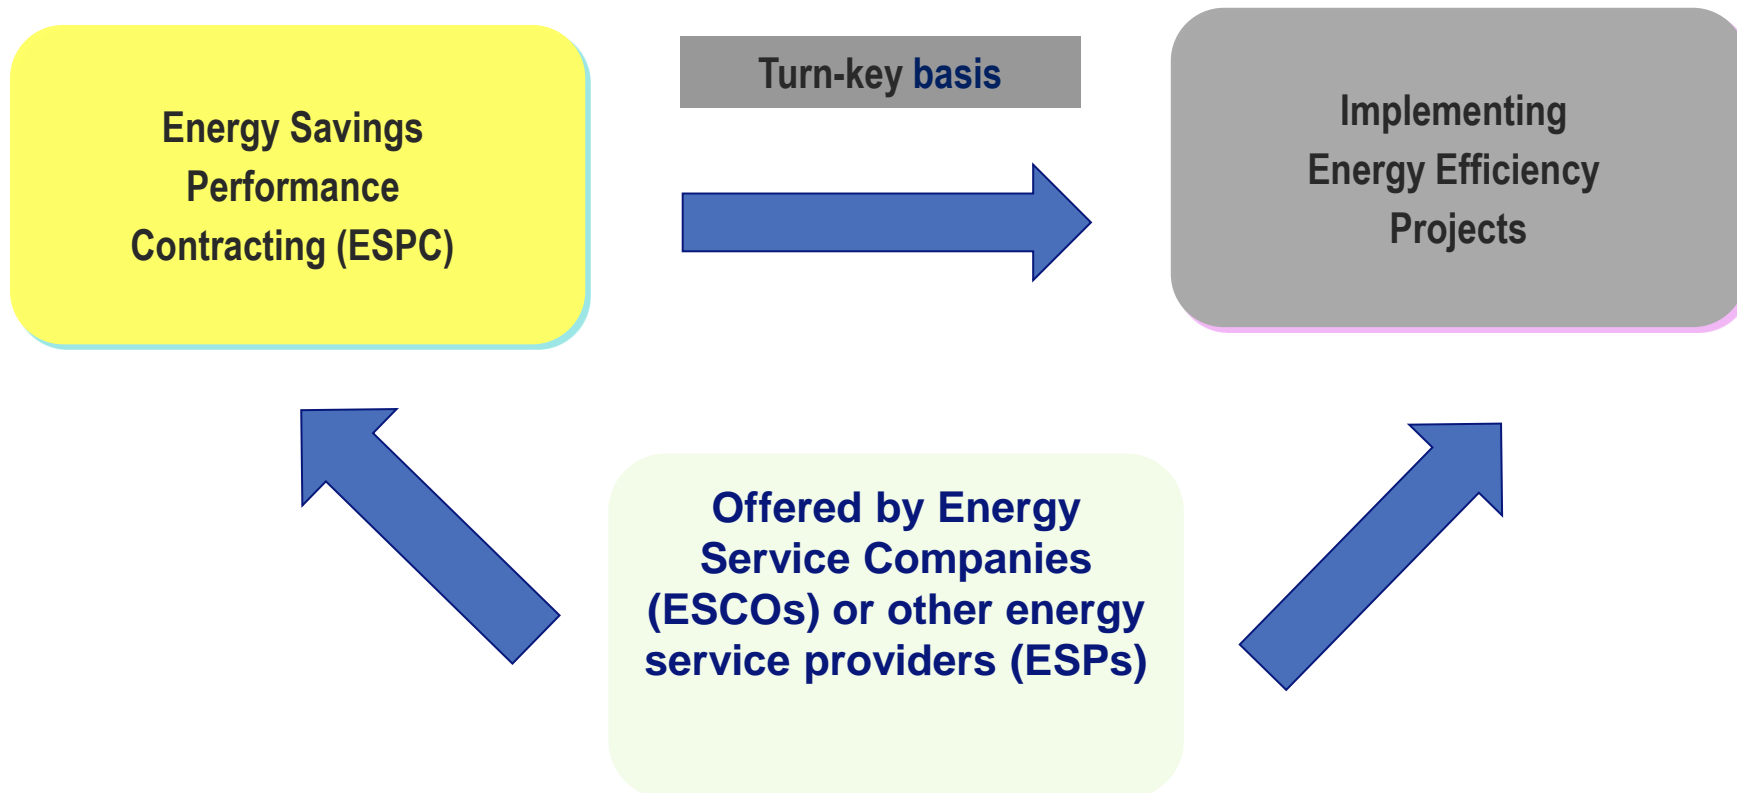 Energy Savings
Performance
Contracting (ESPC)
Turn-key basis
Implementing
Energy Efficiency
Projects
Offered by Energy
Service Companies
(ESCOs) or other energy
service providers (ESPs)